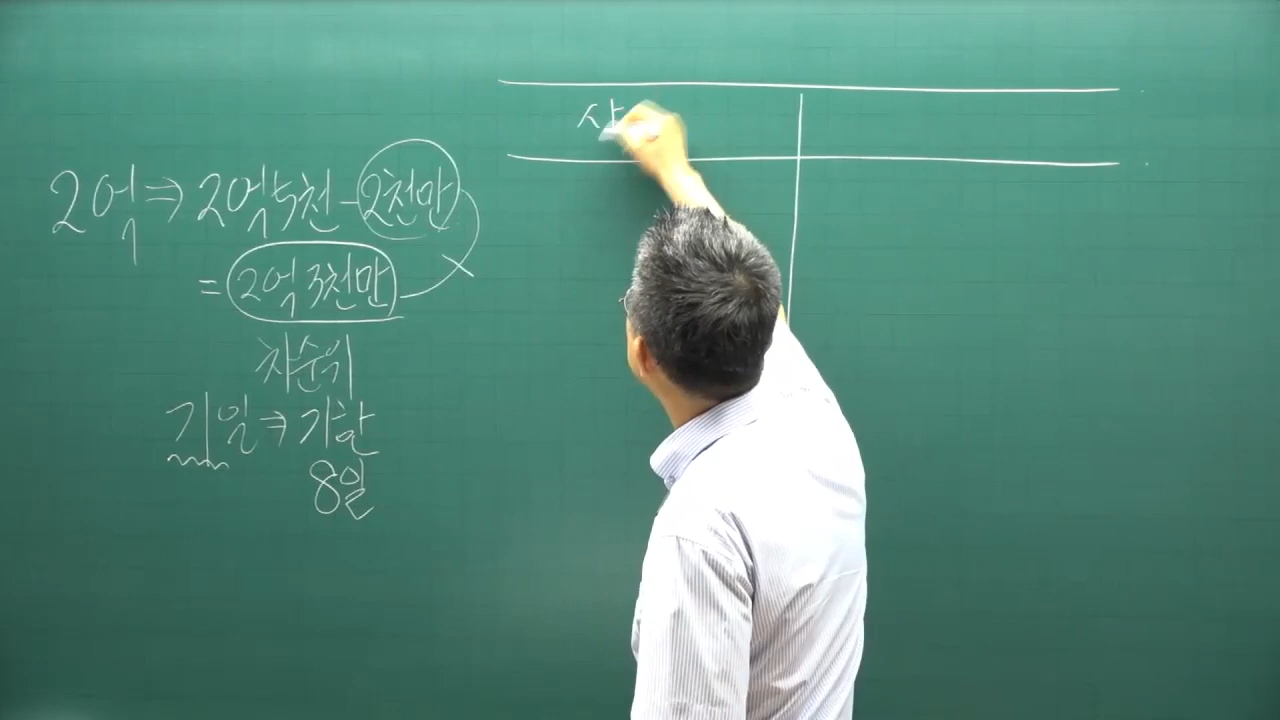 2억 ⇒ 2억5천-2천만
= 2억 3천만
차순위
기일 ⇒ 기한
8일
사